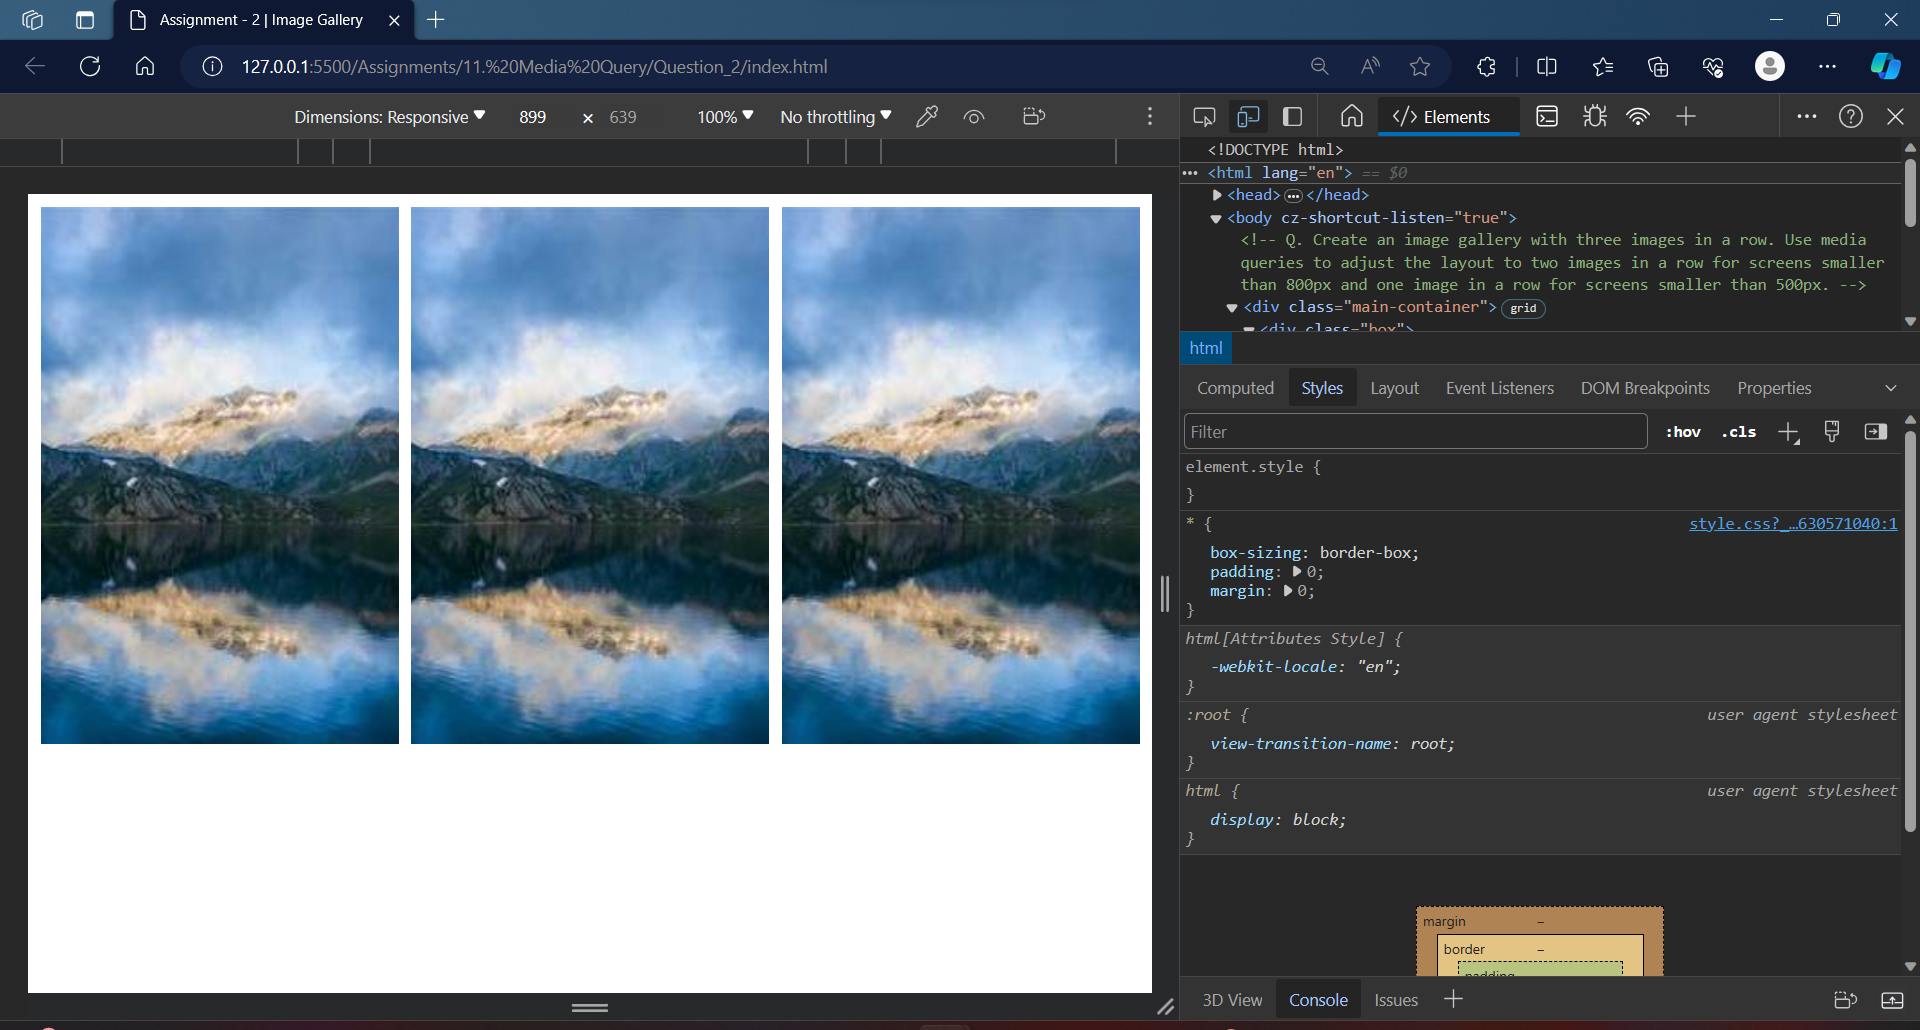 Assignment - 2 | Image Gallery
127.0.0.1:5500/Assignments/11.%20Media%20Query/Question_2/index.html
Dimensions: Responsive 899 × 639 100% No throttling
Elements
<!DOCTYPE html>
<html lang="en"> == $0
<head> </head>
<body cz-shortcut-listen="true">
<!-- Q. Create an image gallery with three images in a row. Use media
queries to adjust the layout to two images in a row for screens smaller
than 800px and one image in a row for screens smaller than 500px. -->
<div class="main-container"> grid
<div class="box">
html
Computed Styles Layout Event Listeners DOM Breakpoints Properties
Filter :hov .cls
element.style {
}
* { style.css?_…630571040:1
box-sizing: border-box;
padding: 0;
margin: 0;
}
html[Attributes Style] {
-webkit-locale: "en";
}
:root { user agent stylesheet
view-transition-name: root;
}
html { user agent stylesheet
display: block;
}
margin –
border –
padding
3D View Console Issues